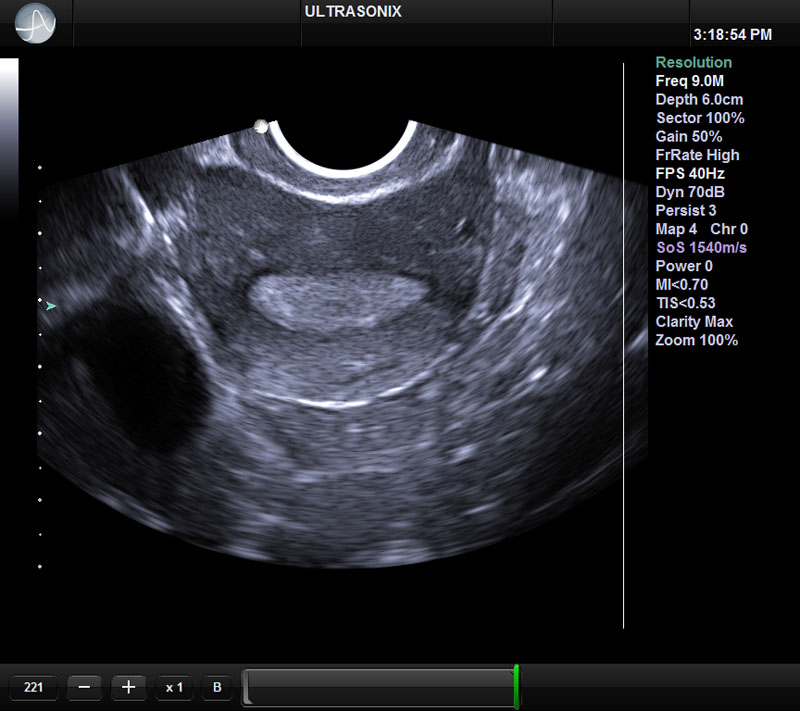 ULTRASONIX
3:18:54 PM
Resolution
Freq 9.0M
Depth 6.0cm
Sector 100%
Gain 50%
FrRate High
FPS 40Hz
Dyn 70dB
Persist 3
Map 4 Chr 0
SoS 1540m/s
Power 0
MI<0.70
TIS<0.53
Clarity Max
Zoom 100%
221 − + x 1 B